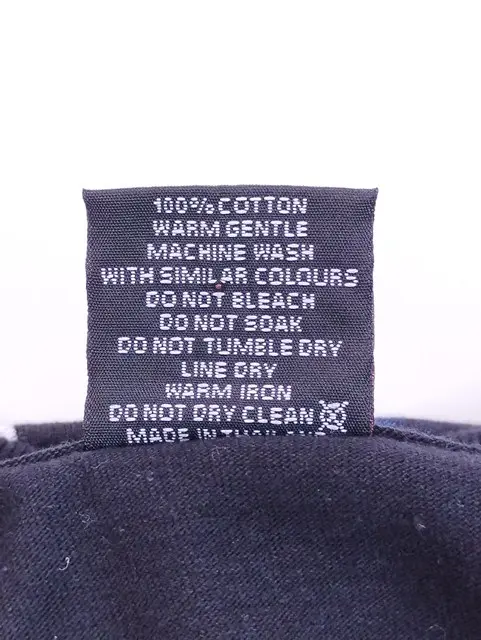 100% COTTON
WARM GENTLE
MACHINE WASH
WITH SIMILAR COLOURS
DO NOT BLEACH
DO NOT SOAK
DO NOT TUMBLE DRY
LINE DRY
WARM IRON
DO NOT DRY CLEAN
MADE IN THAILAND